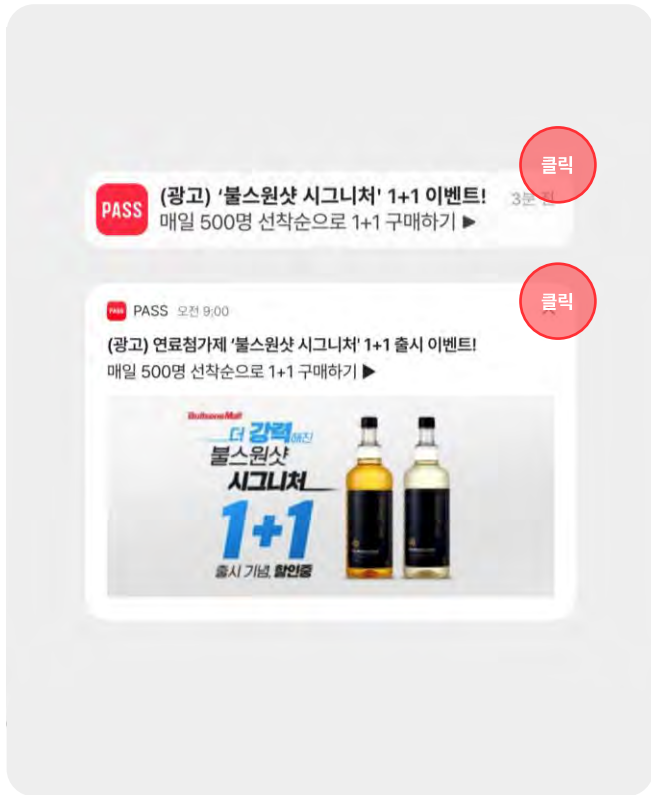 클릭
PASS (광고) ‘불스원샷 시그니처' 1+1 이벤트! 3분 전
매일 500명 선착순으로 1+1 구매하기 ▶
클릭
PASS PASS 오전 9:00
(광고) 연료첨가제 ‘불스원샷 시그니처' 1+1 출시 이벤트!
매일 500명 선착순으로 1+1 구매하기 ▶
BullsoneMall
더 강력해진
불스원샷
시그니처
1+1
출시 기념, 할인중